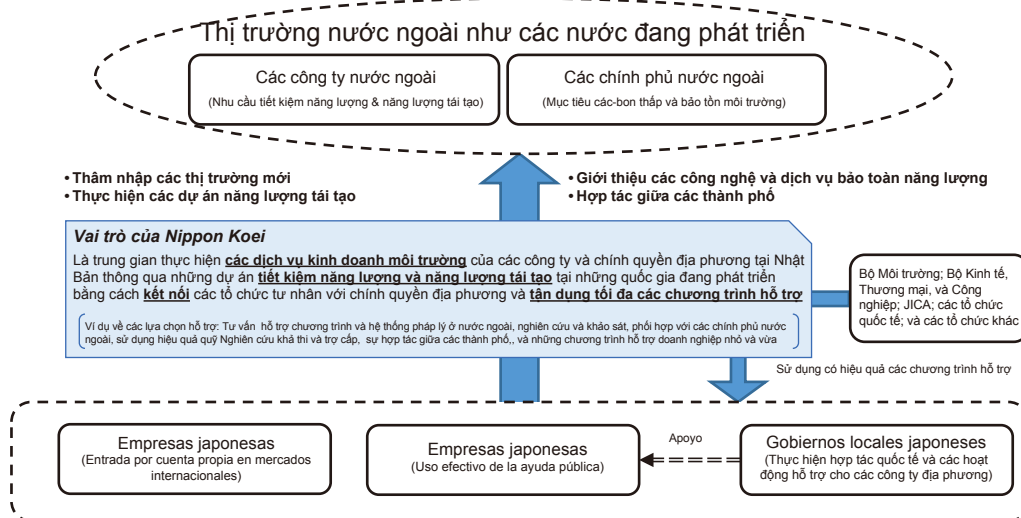 Thị trường nước ngoài như các nước đang phát triển
Các công ty nước ngoài
(Nhu cầu tiết kiệm năng lượng & năng lượng tái tạo)
Các chính phủ nước ngoài
(Mục tiêu các-bon thấp và bảo tồn môi trường)
• Thâm nhập các thị trường mới
• Thực hiện các dự án năng lượng tái tạo
• Giới thiệu các công nghệ và dịch vụ bảo toàn năng lượng
• Hợp tác giữa các thành phố
Vai trò của Nippon Koei
Là trung gian thực hiện các dịch vụ kinh doanh môi trường của các công ty và chính quyền địa phương tại Nhật
Bản thông qua những dự án tiết kiệm năng lượng và năng lượng tái tạo tại những quốc gia đang phát triển
bằng cách kết nối các tổ chức tư nhân với chính quyền địa phương và tận dụng tối đa các chương trình hỗ trợ
Ví dụ về các lựa chọn hỗ trợ: Tư vấn hỗ trợ chương trình và hệ thống pháp lý ở nước ngoài, nghiên cứu và khảo sát, phối hợp với các chính phủ nước
ngoài, sử dụng hiệu quả quỹ Nghiên cứu khả thi và trợ cấp, sự hợp tác giữa các thành phố,, và những chương trình hỗ trợ doanh nghiệp nhỏ và vừa
Bộ Môi trường; Bộ Kinh tế,
Thương mại, và Công
nghiệp; JICA; các tổ chức
quốc tế; và các tổ chức khác
Sử dụng có hiệu quả các chương trình hỗ trợ
Empresas japonesas
(Entrada por cuenta propia en mercados
internacionales)
Empresas japonesas
(Uso efectivo de la ayuda pública)
Apoyo
Gobiernos locales japoneses
(Thực hiện hợp tác quốc tế và các hoạt
động hỗ trợ cho các công ty địa phương)